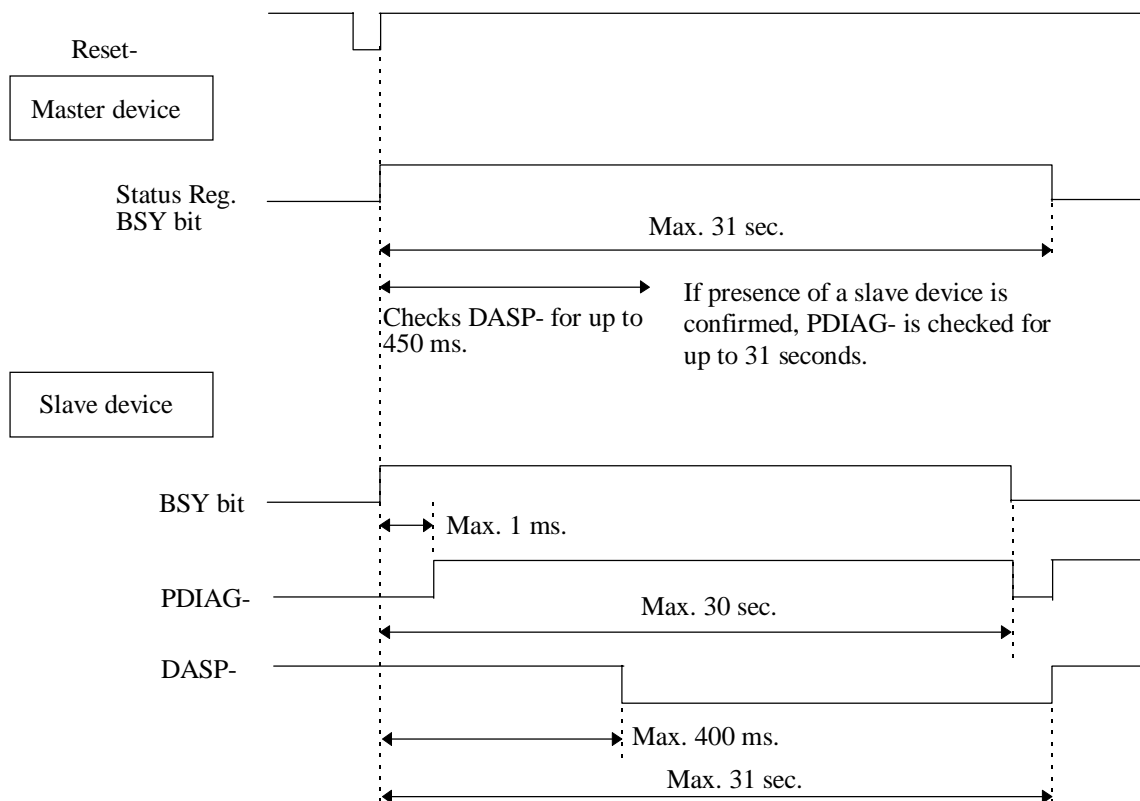 Reset-
Master device
Status Reg.
BSY bit
Max. 31 sec.
Checks DASP- for up to
450 ms.
If presence of a slave device is
confirmed, PDIAG- is checked for
up to 31 seconds.
Slave device
BSY bit
Max. 1 ms.
PDIAG-
Max. 30 sec.
DASP-
Max. 400 ms.
Max. 31 sec.